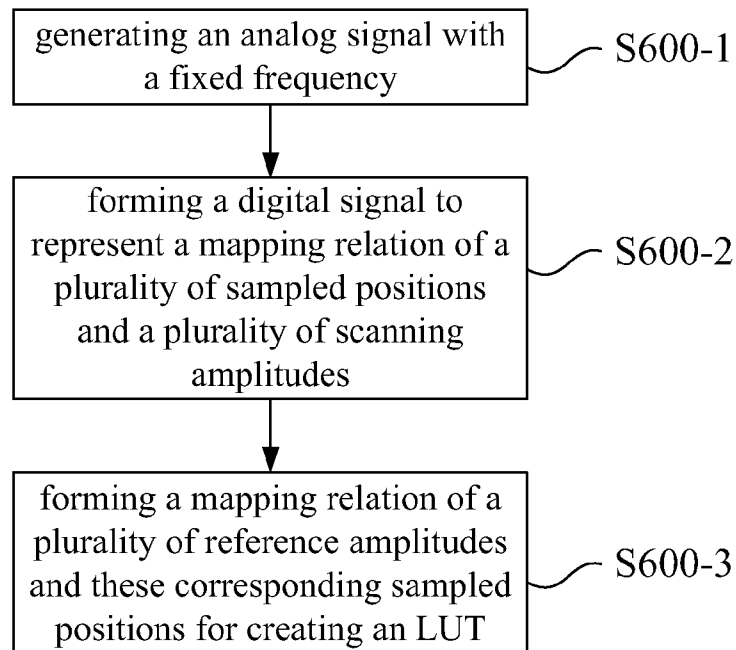 generating an analog signal with
a fixed frequency
S600-1
forming a digital signal to
represent a mapping relation of a
plurality of sampled positions
and a plurality of scanning
amplitudes
S600-2
forming a mapping relation of a
plurality of reference amplitudes
and these corresponding sampled
positions for creating an LUT
S600-3